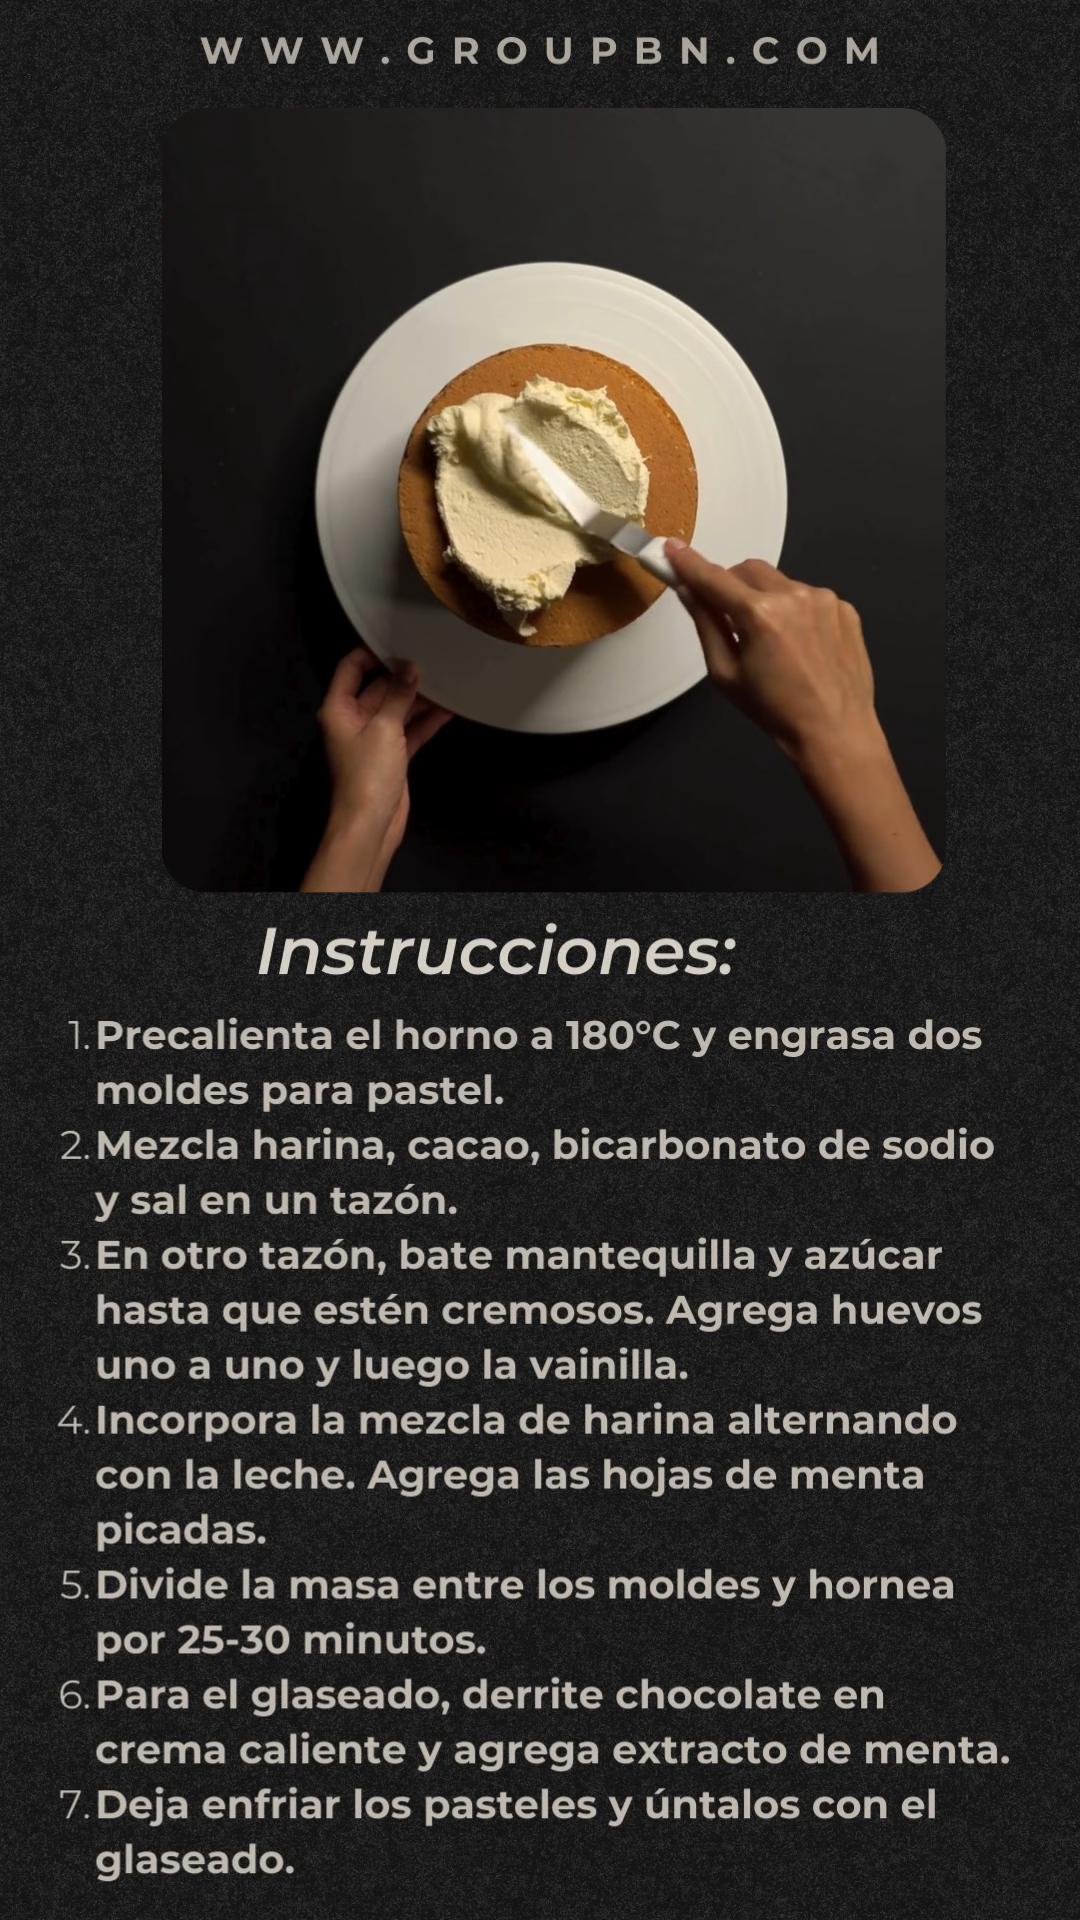 WWW.GROUPBN.COM
Instrucciones:
1. Precalienta el horno a 180°C y engrasa dos
moldes para pastel.
2. Mezcla harina, cacao, bicarbonato de sodio
y sal en un tazón.
3. En otro tazón, bate mantequilla y azúcar
hasta que estén cremosos. Agrega huevos
uno a uno y luego la vainilla.
4. Incorpora la mezcla de harina alternando
con la leche. Agrega las hojas de menta
picadas.
5. Divide la masa entre los moldes y hornea
por 25-30 minutos.
6. Para el glaseado, derrite chocolate en
crema caliente y agrega extracto de menta.
7. Deja enfriar los pasteles y úntalos con el
glaseado.